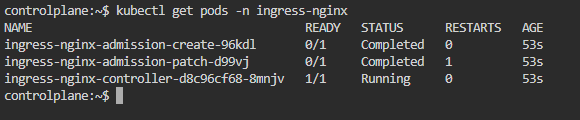 controlplane:~$ kubectl get pods -n ingress-nginx
NAME READY STATUS RESTARTS AGE
ingress-nginx-admission-create-96kdl 0/1 Completed 0 53s
ingress-nginx-admission-patch-d99vj 0/1 Completed 1 53s
ingress-nginx-controller-d8c96cf68-8mnjv 1/1 Running 0 53s
controlplane:~$